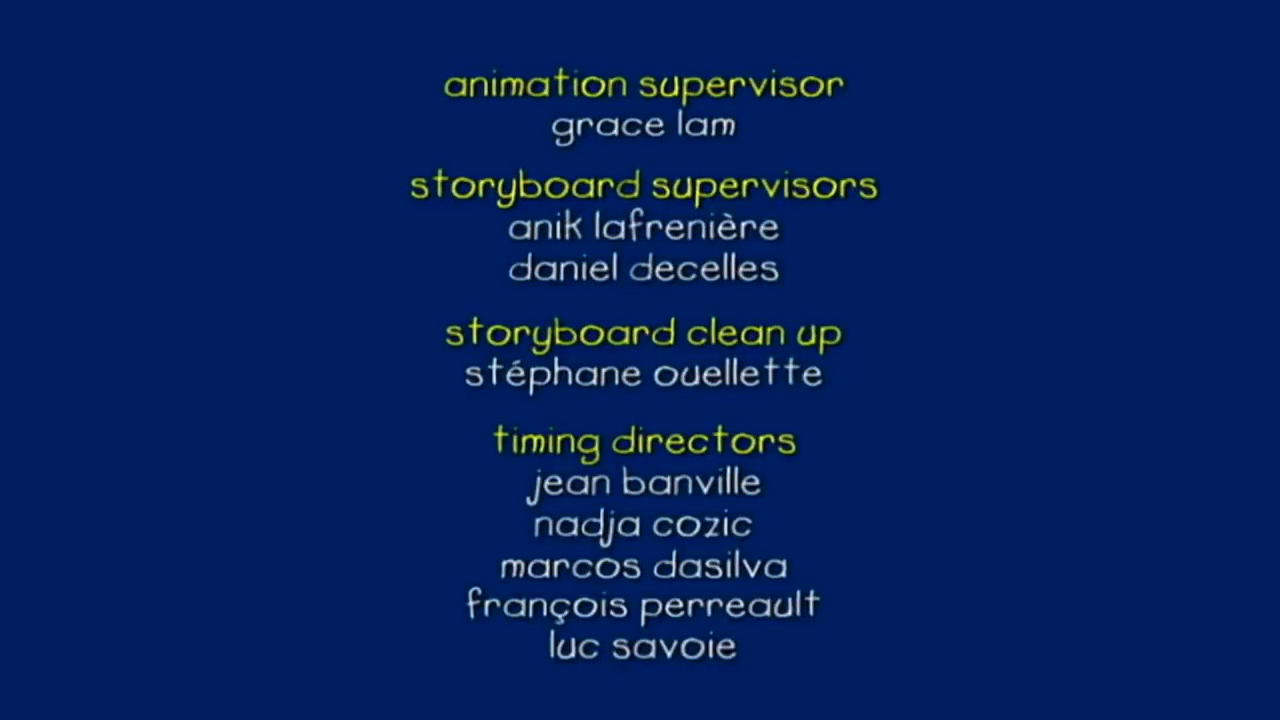 animation supervisor
grace lam
storyboard supervisors
anik lafrenière
daniel decelles
storyboard clean up
stéphane ouellette
timing directors
jean banville
nadja cozic
marcos dasilva
françois perreault
luc savoie